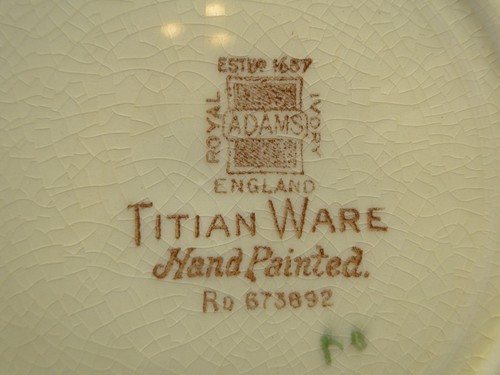 ESTD 1657
ROYAL
ADAMS
IVORY
ENGLAND
TITIAN WARE
Hand Painted.
RD 673892